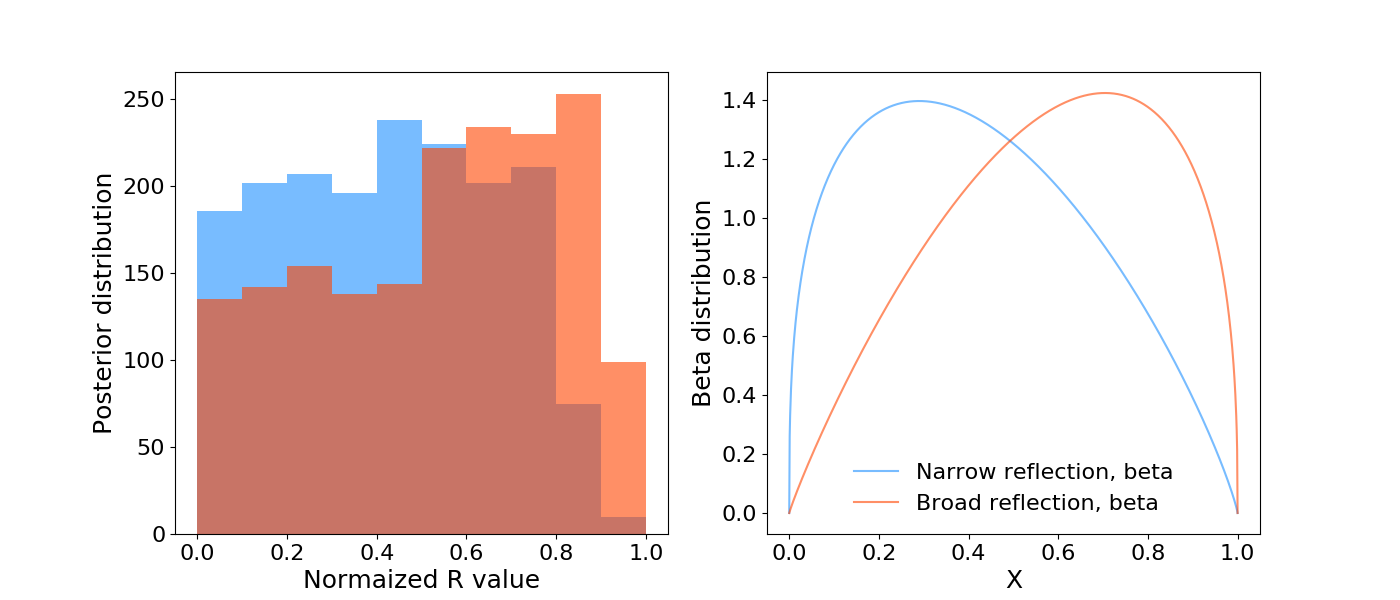 250
200
150
100
50
0
Posterior distribution
0.0 0.2 0.4 0.6 0.8 1.0
Normaized R value
1.4
1.2
1.0
0.8
0.6
0.4
0.2
0.0
Beta distribution
Narrow reflection, beta
Broad reflection, beta
0.0 0.2 0.4 0.6 0.8 1.0
X